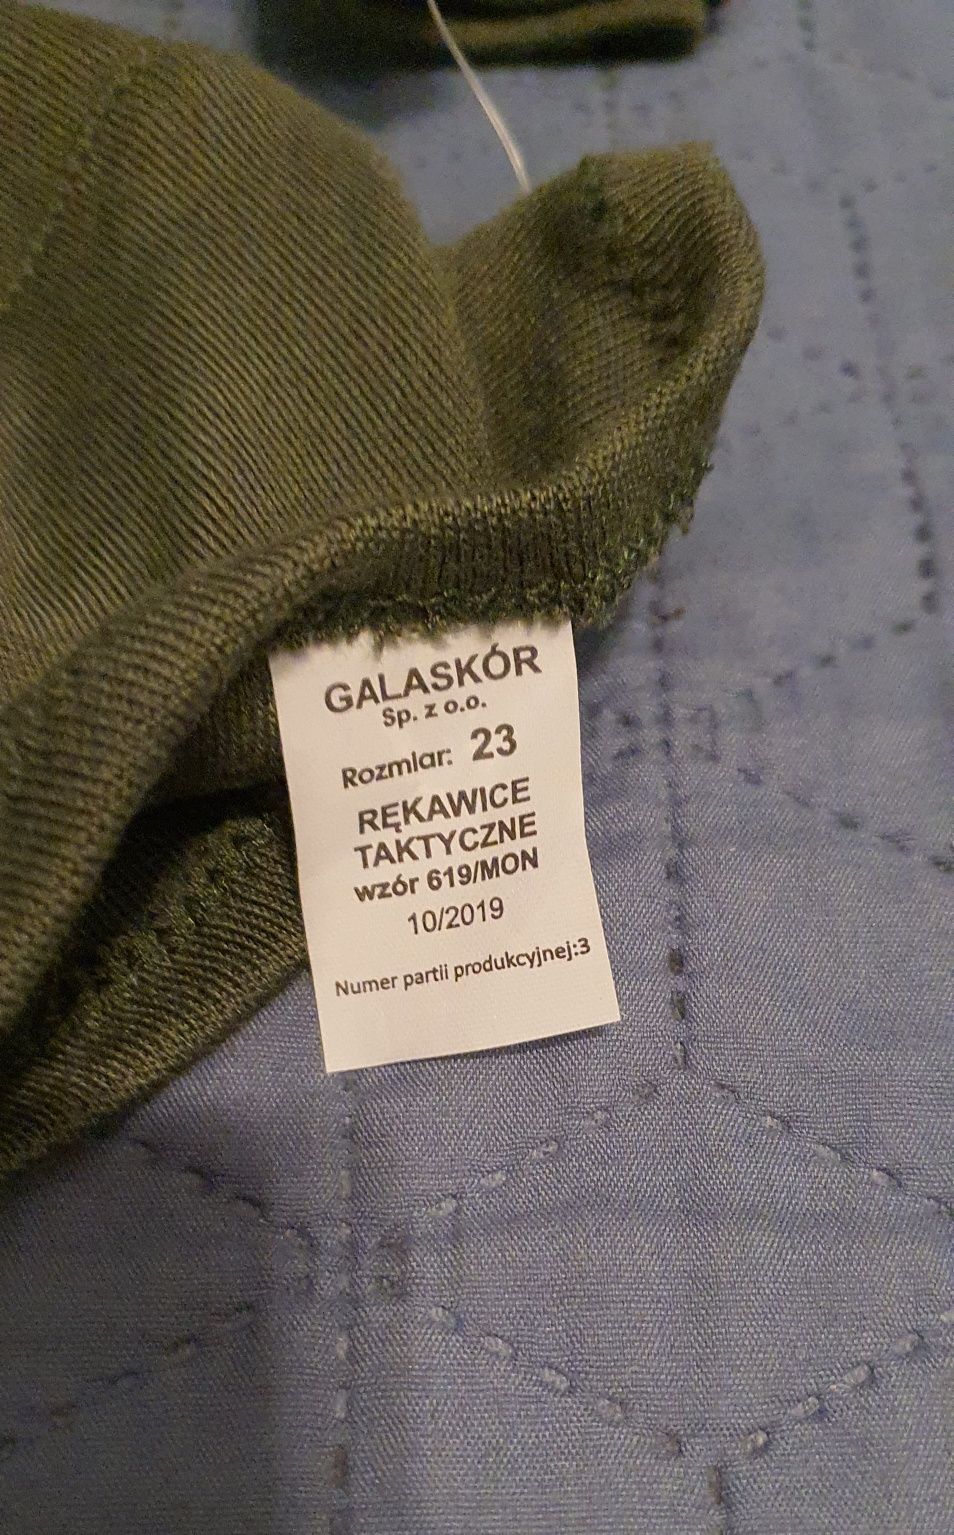 GALASKÓR
Sp. z o.o.
Rozmiar: 23
RĘKAWICE
TAKTYCZNE
wzór 619/MON
10/2019
Numer partii produkcyjnej:3